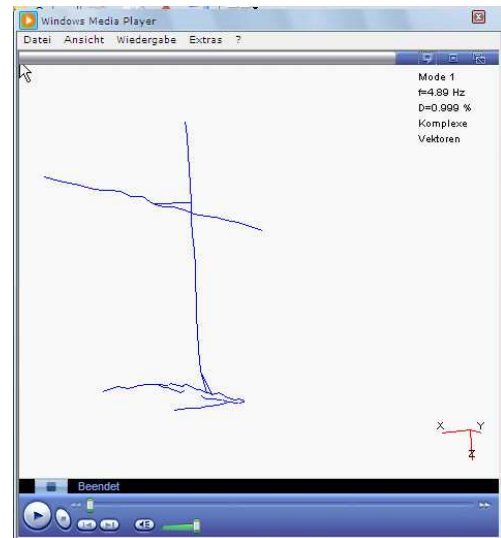 Windows Media Player
Datei Ansicht Wiedergabe Extras ?
Mode 1
f=4.89 Hz
D=0.999 %
Komplexe
Vektoren
X Y
Z
Beendet